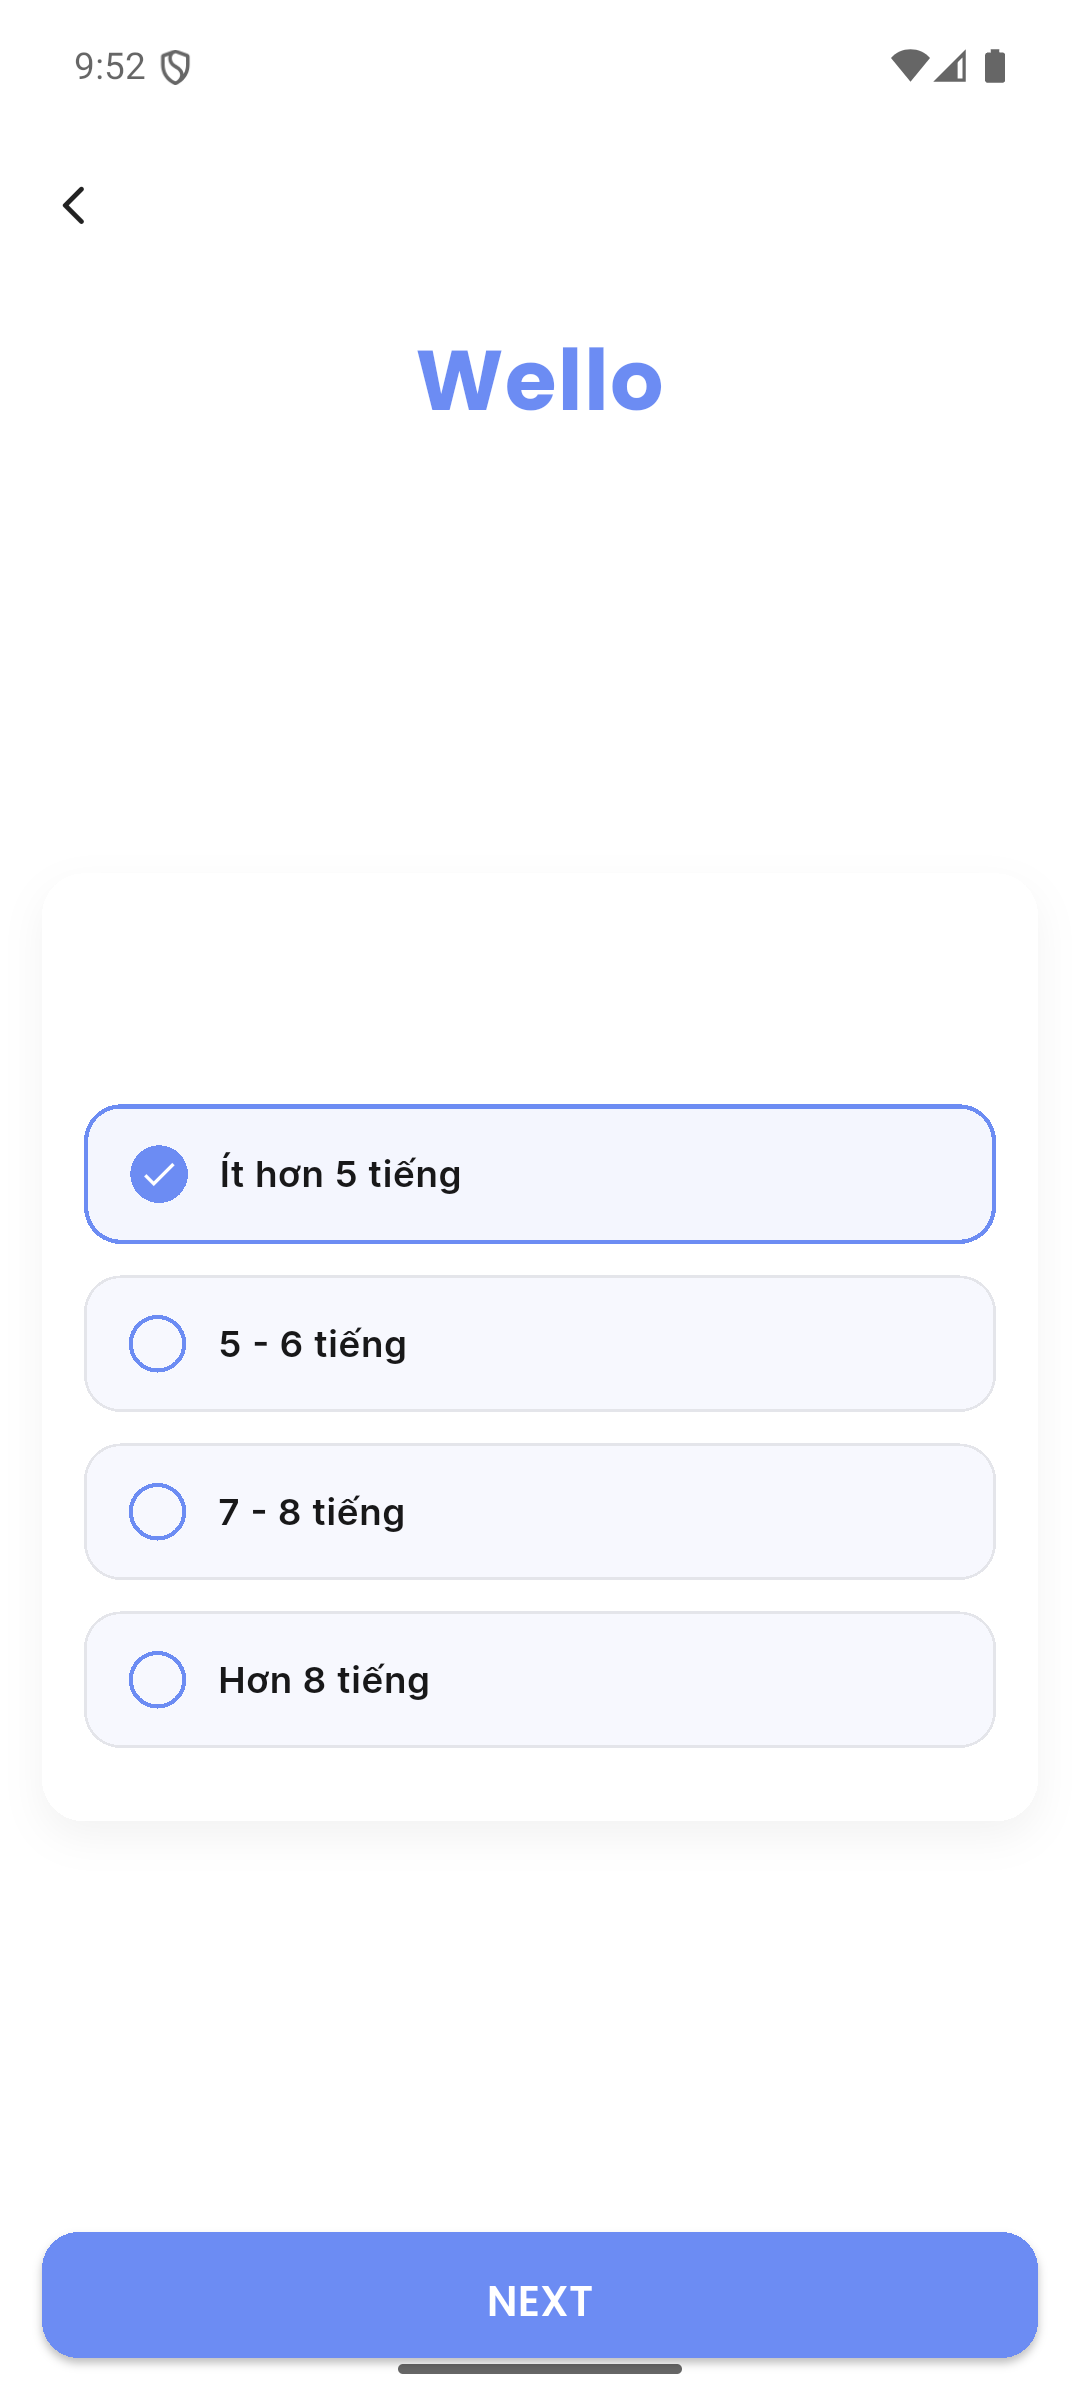 9:52
Wello
Ít hơn 5 tiếng
5 - 6 tiếng
7 - 8 tiếng
Hơn 8 tiếng
NEXT